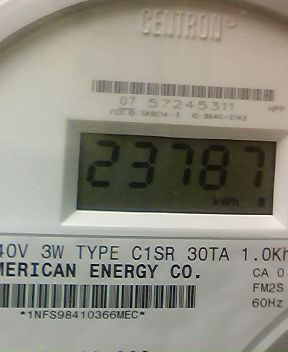 CENTRON®
07 57245311
HPP
23787
kWh
40V 3W TYPE C1SR 30TA 1.0Kh
MERICAN ENERGY CO.
CA 0
FM2S
60Hz
*1NFS98410366MEC*